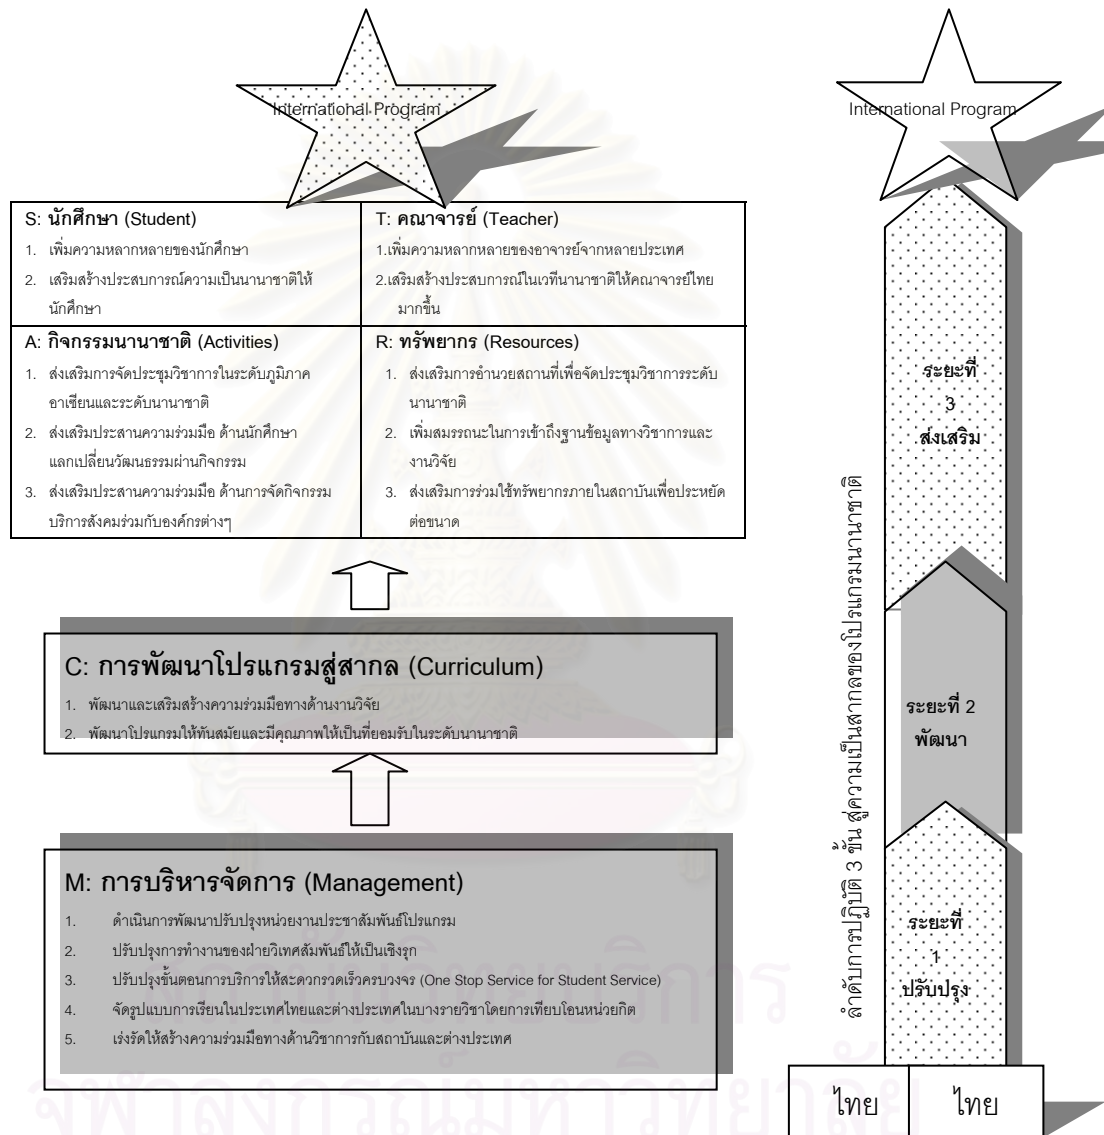 International Program
S: นักศึกษา (Student)
1. เพิ่มความหลากหลายของนักศึกษา
2. เสริมสร้างประสบการณ์ความเป็นนานาชาติให้
นักศึกษา
T: คณาจารย์ (Teacher)
1.เพิ่มความหลากหลายของอาจารย์จากหลายประเทศ
2.เสริมสร้างประสบการณ์ในเวทีนานาชาติให้คณาจารย์ไทย
มากขึ้น
A: กิจกรรมนานาชาติ (Activities)
1. ส่งเสริมการจัดประชุมวิชาการในระดับภูมิภาค
อาเซียนและระดับนานาชาติ
2. ส่งเสริมประสานความร่วมมือ ด้านนักศึกษา
แลกเปลี่ยนวัฒนธรรมผ่านกิจกรรม
3. ส่งเสริมประสานความร่วมมือ ด้านการจัดกิจกรรม
บริการสังคมร่วมกับองค์กรต่างๆ
R: ทรัพยากร (Resources)
1. ส่งเสริมการอำนวยสถานที่เพื่อจัดประชุมวิชาการระดับ
นานาชาติ
2. เพิ่มสมรรถนะในการเข้าถึงฐานข้อมูลทางวิชาการและ
งานวิจัย
3. ส่งเสริมการร่วมใช้ทรัพยากรภายในสถาบันเพื่อประหยัด
ต่อขนาด
C: การพัฒนาโปรแกรมสู่สากล (Curriculum)
1. พัฒนาและเสริมสร้างความร่วมมือทางด้านงานวิจัย
2. พัฒนาโปรแกรมให้ทันสมัยและมีคุณภาพให้เป็นที่ยอมรับในระดับนานาชาติ
M: การบริหารจัดการ (Management)
1. ดำเนินการพัฒนาปรับปรุงหน่วยงานประชาสัมพันธ์โปรแกรม
2. ปรับปรุงการทำงานของฝ่ายวิเทศสัมพันธ์ให้เป็นเชิงรุก
3. ปรับปรุงขั้นตอนการบริการให้สะดวกรวดเร็วครบวงจร (One Stop Service for Student Service)
4. จัดรูปแบบการเรียนในประเทศไทยและต่างประเทศในบางรายวิชาโดยการเทียบโอนหน่วยกิต
5. เร่งรัดให้สร้างความร่วมมือทางด้านวิชาการกับสถาบันและต่างประเทศ
International Program
ระยะที่
3
ส่งเสริม
ระยะที่ 2
พัฒนา
ระยะที่
1
ปรับปรุง
ลำดับการปฏิบัติ 3 ขั้น สู่ความเป็นสากลของโปรแกรมนานาชาติ
ไทย
ไทย
สถาบันวิทยบริการ
จุฬาลงกรณ์มหาวิทยาลัย